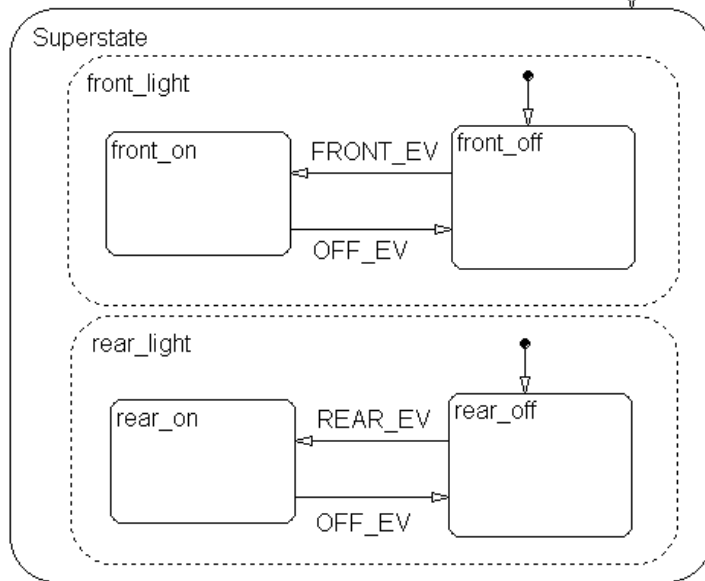 Superstate
front_light
front_on
FRONT_EV
front_off
OFF_EV
rear_light
rear_on
REAR_EV
rear_off
OFF_EV